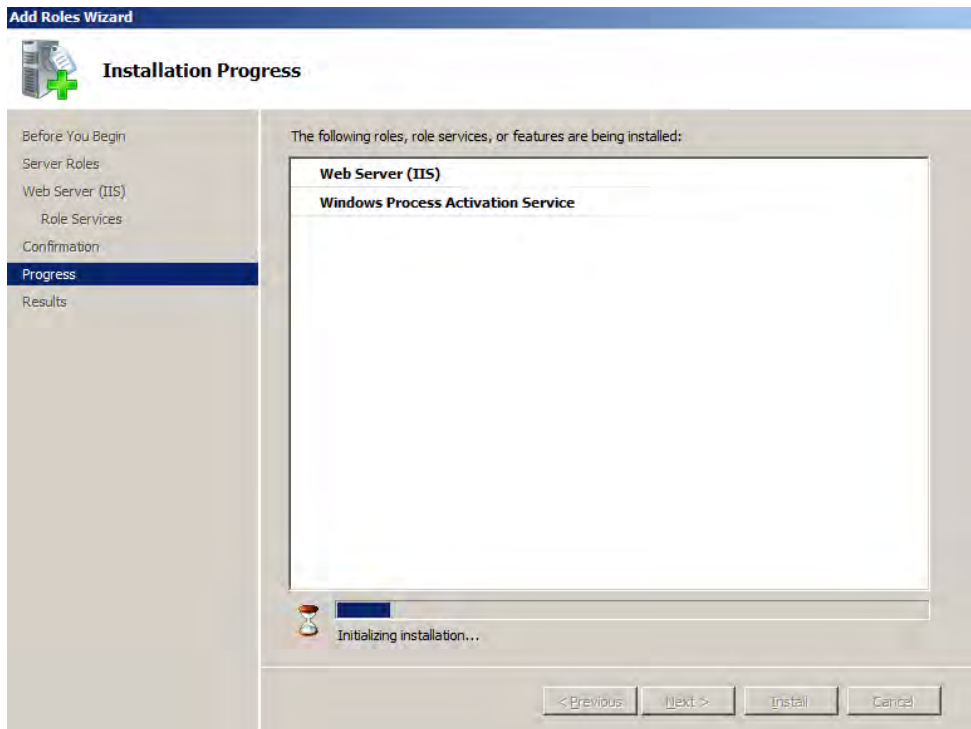 Add Roles Wizard
Installation Progress
Before You Begin
Server Roles
Web Server (IIS)
Role Services
Confirmation
Progress
Results
The following roles, role services, or features are being installed:
Web Server (IIS)
Windows Process Activation Service
Initializing installation...
< Previous
Next >
Install
Cancel